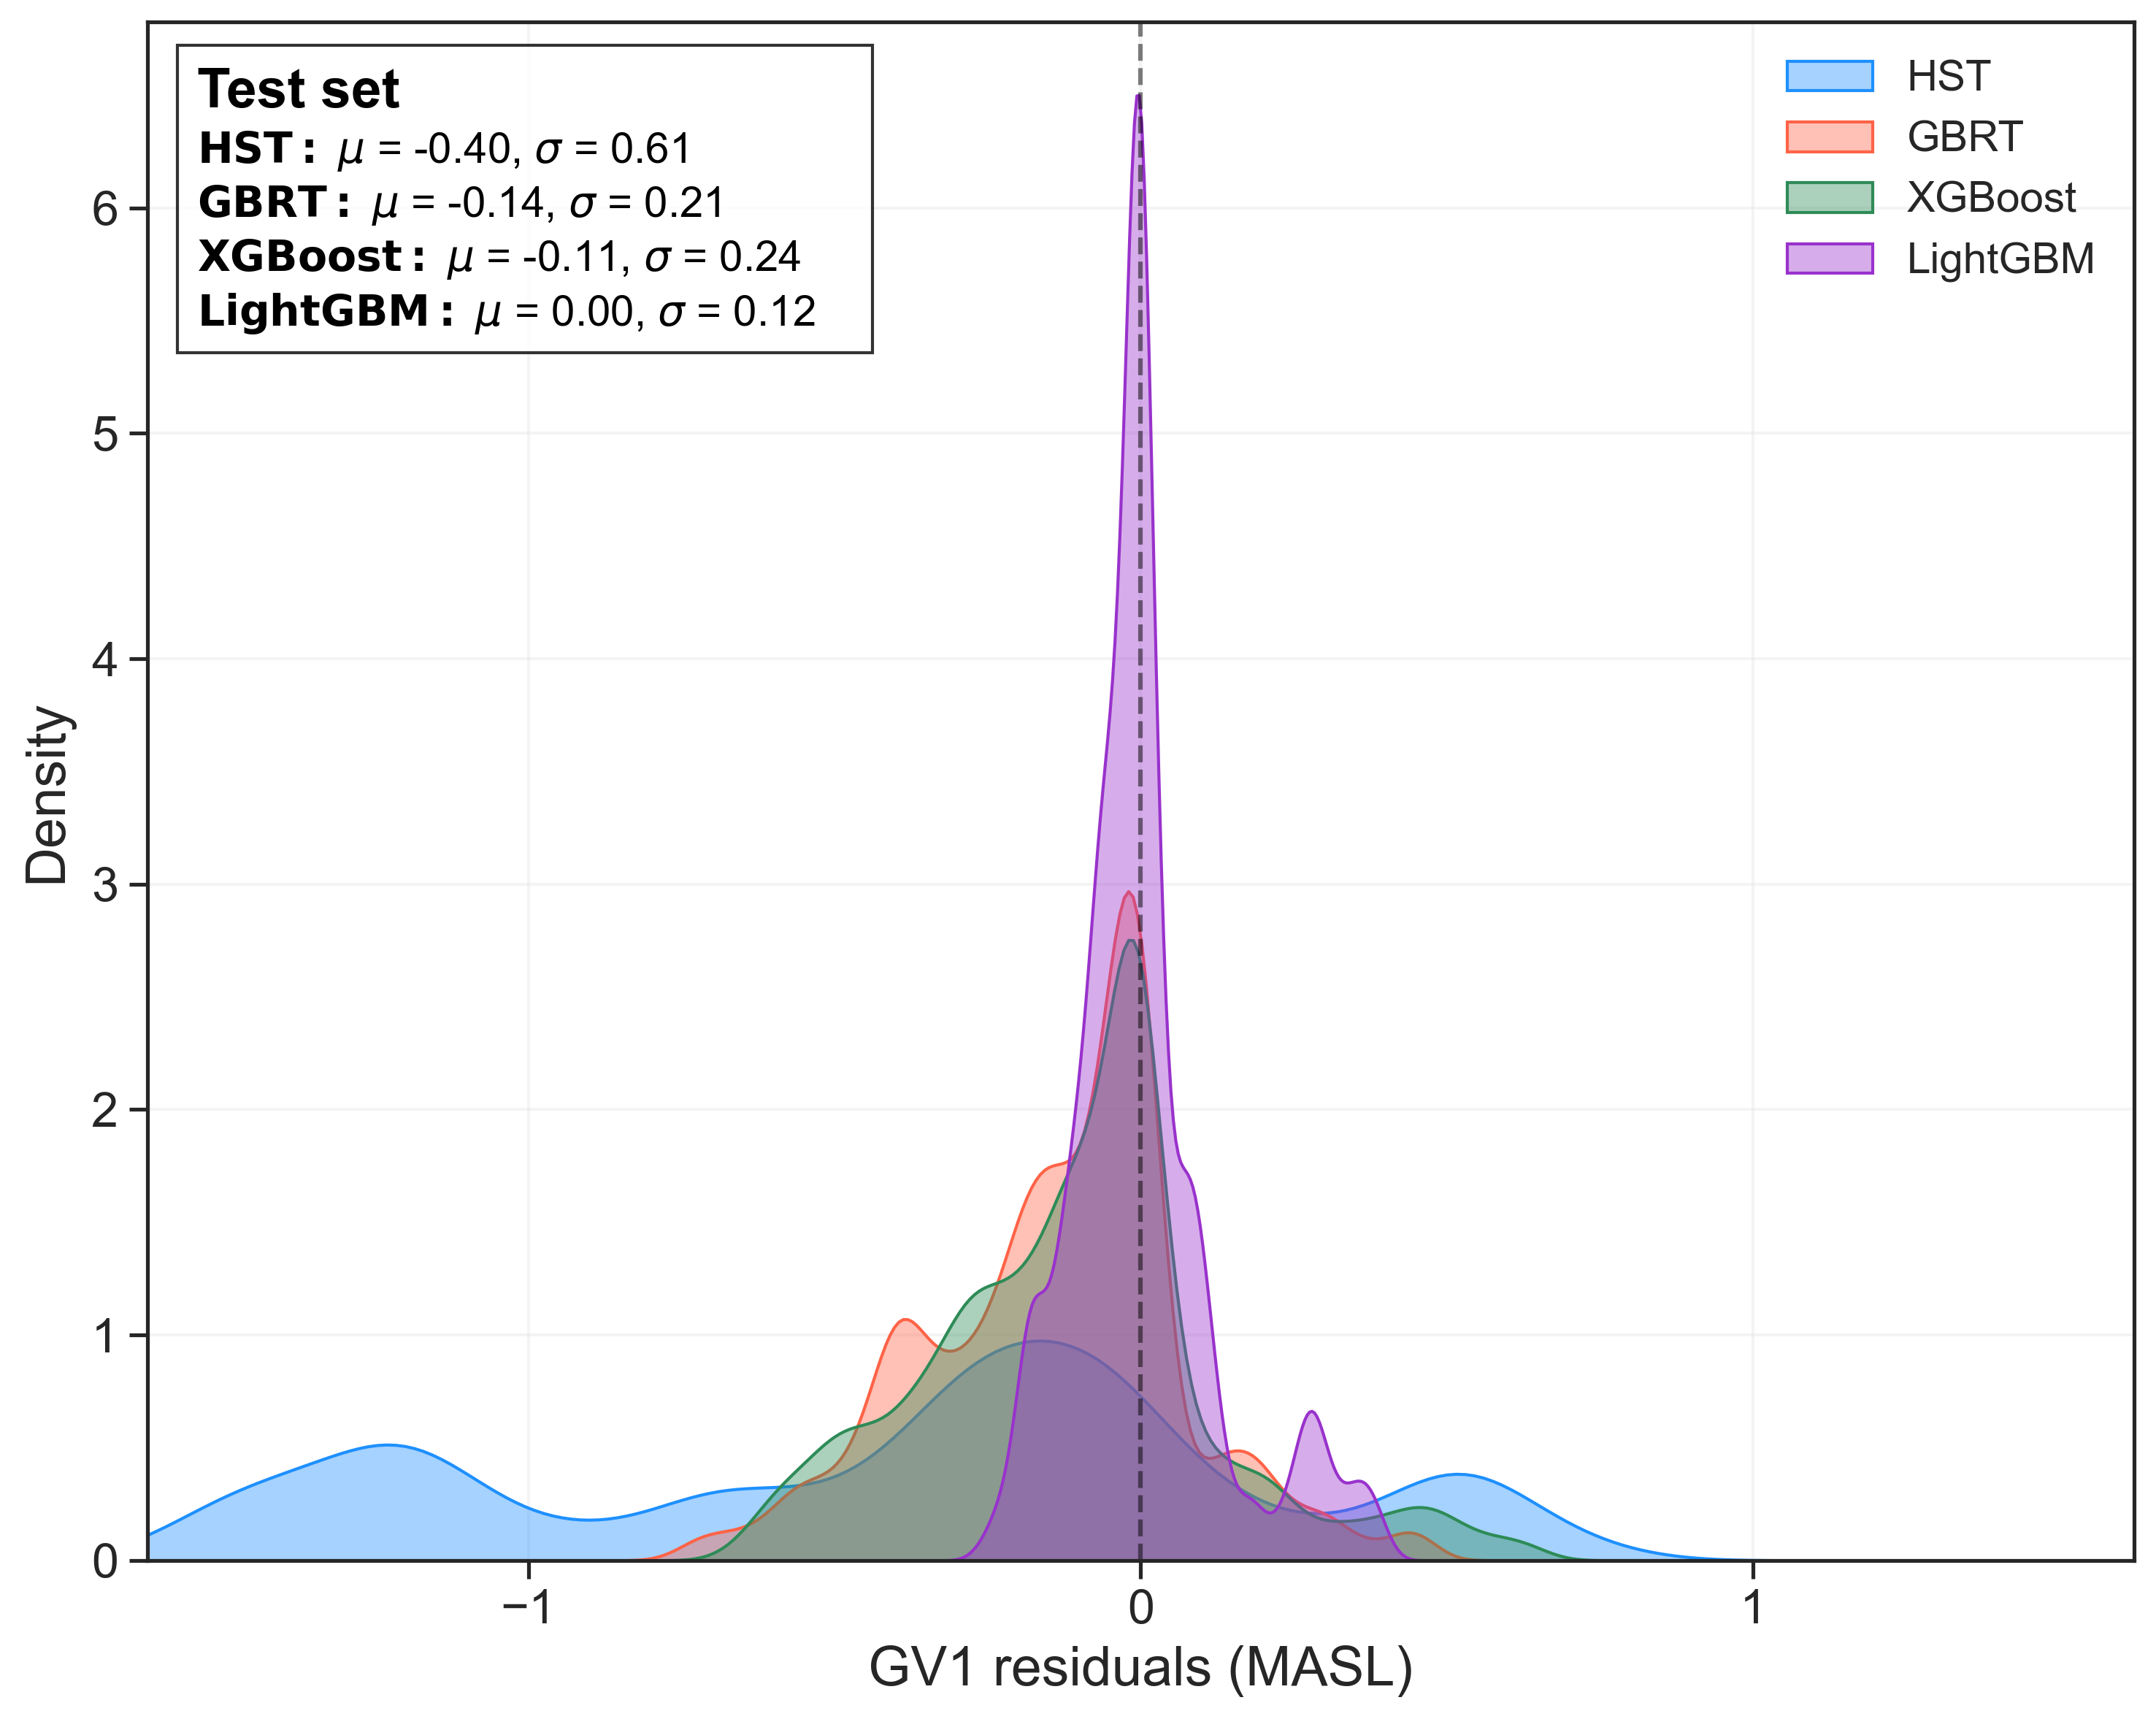 Test set
HST: μ = -0.40, σ = 0.61
GBRT: μ = -0.14, σ = 0.21
XGBoost: μ = -0.11, σ = 0.24
LightGBM: μ = 0.00, σ = 0.12
HST
GBRT
XGBoost
LightGBM
Density
6
5
4
3
2
1
0
−1
0
1
GV1 residuals (MASL)